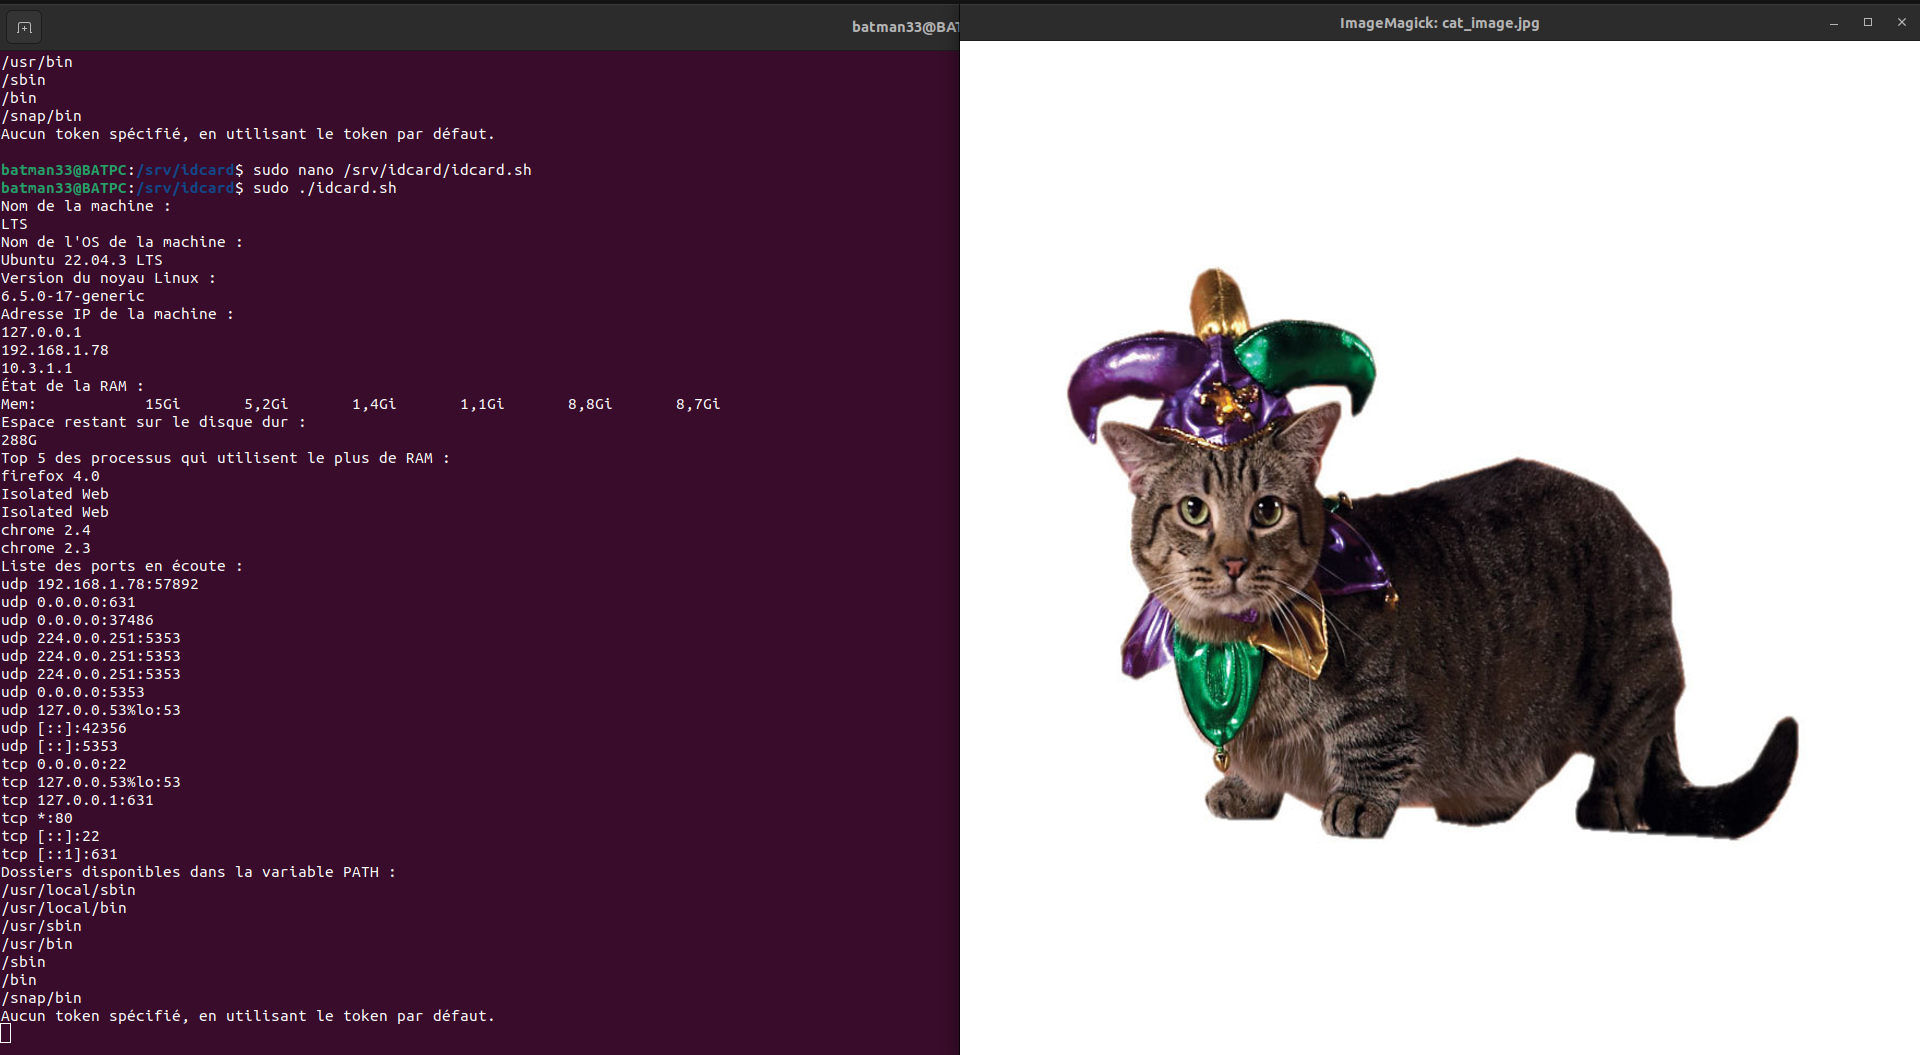 batman33@BAT
/usr/bin
/sbin
/bin
/snap/bin
Aucun token spécifié, en utilisant le token par défaut.
batman33@BATPC:/srv/idcard$ sudo nano /srv/idcard/idcard.sh
batman33@BATPC:/srv/idcard$ sudo ./idcard.sh
Nom de la machine :
LTS
Nom de l'OS de la machine :
Ubuntu 22.04.3 LTS
Version du noyau Linux :
6.5.0-17-generic
Adresse IP de la machine :
127.0.0.1
192.168.1.78
10.3.1.1
État de la RAM :
Mem: 15Gi 5,2Gi 1,4Gi 1,1Gi 8,8Gi 8,7Gi
Espace restant sur le disque dur :
288G
Top 5 des processus qui utilisent le plus de RAM :
firefox 4.0
Isolated Web
Isolated Web
chrome 2.4
chrome 2.3
Liste des ports en écoute :
udp 192.168.1.78:57892
udp 0.0.0.0:631
udp 0.0.0.0:37486
udp 224.0.0.251:5353
udp 224.0.0.251:5353
udp 224.0.0.251:5353
udp 0.0.0.0:5353
udp 127.0.0.53%lo:53
udp [::]:42356
udp [::]:5353
tcp 0.0.0.0:22
tcp 127.0.0.53%lo:53
tcp 127.0.0.1:631
tcp *:80
tcp [::]:22
tcp [::1]:631
Dossiers disponibles dans la variable PATH :
/usr/local/sbin
/usr/local/bin
/usr/sbin
/usr/bin
/sbin
/bin
/snap/bin
Aucun token spécifié, en utilisant le token par défaut.
ImageMagick: cat_image.jpg